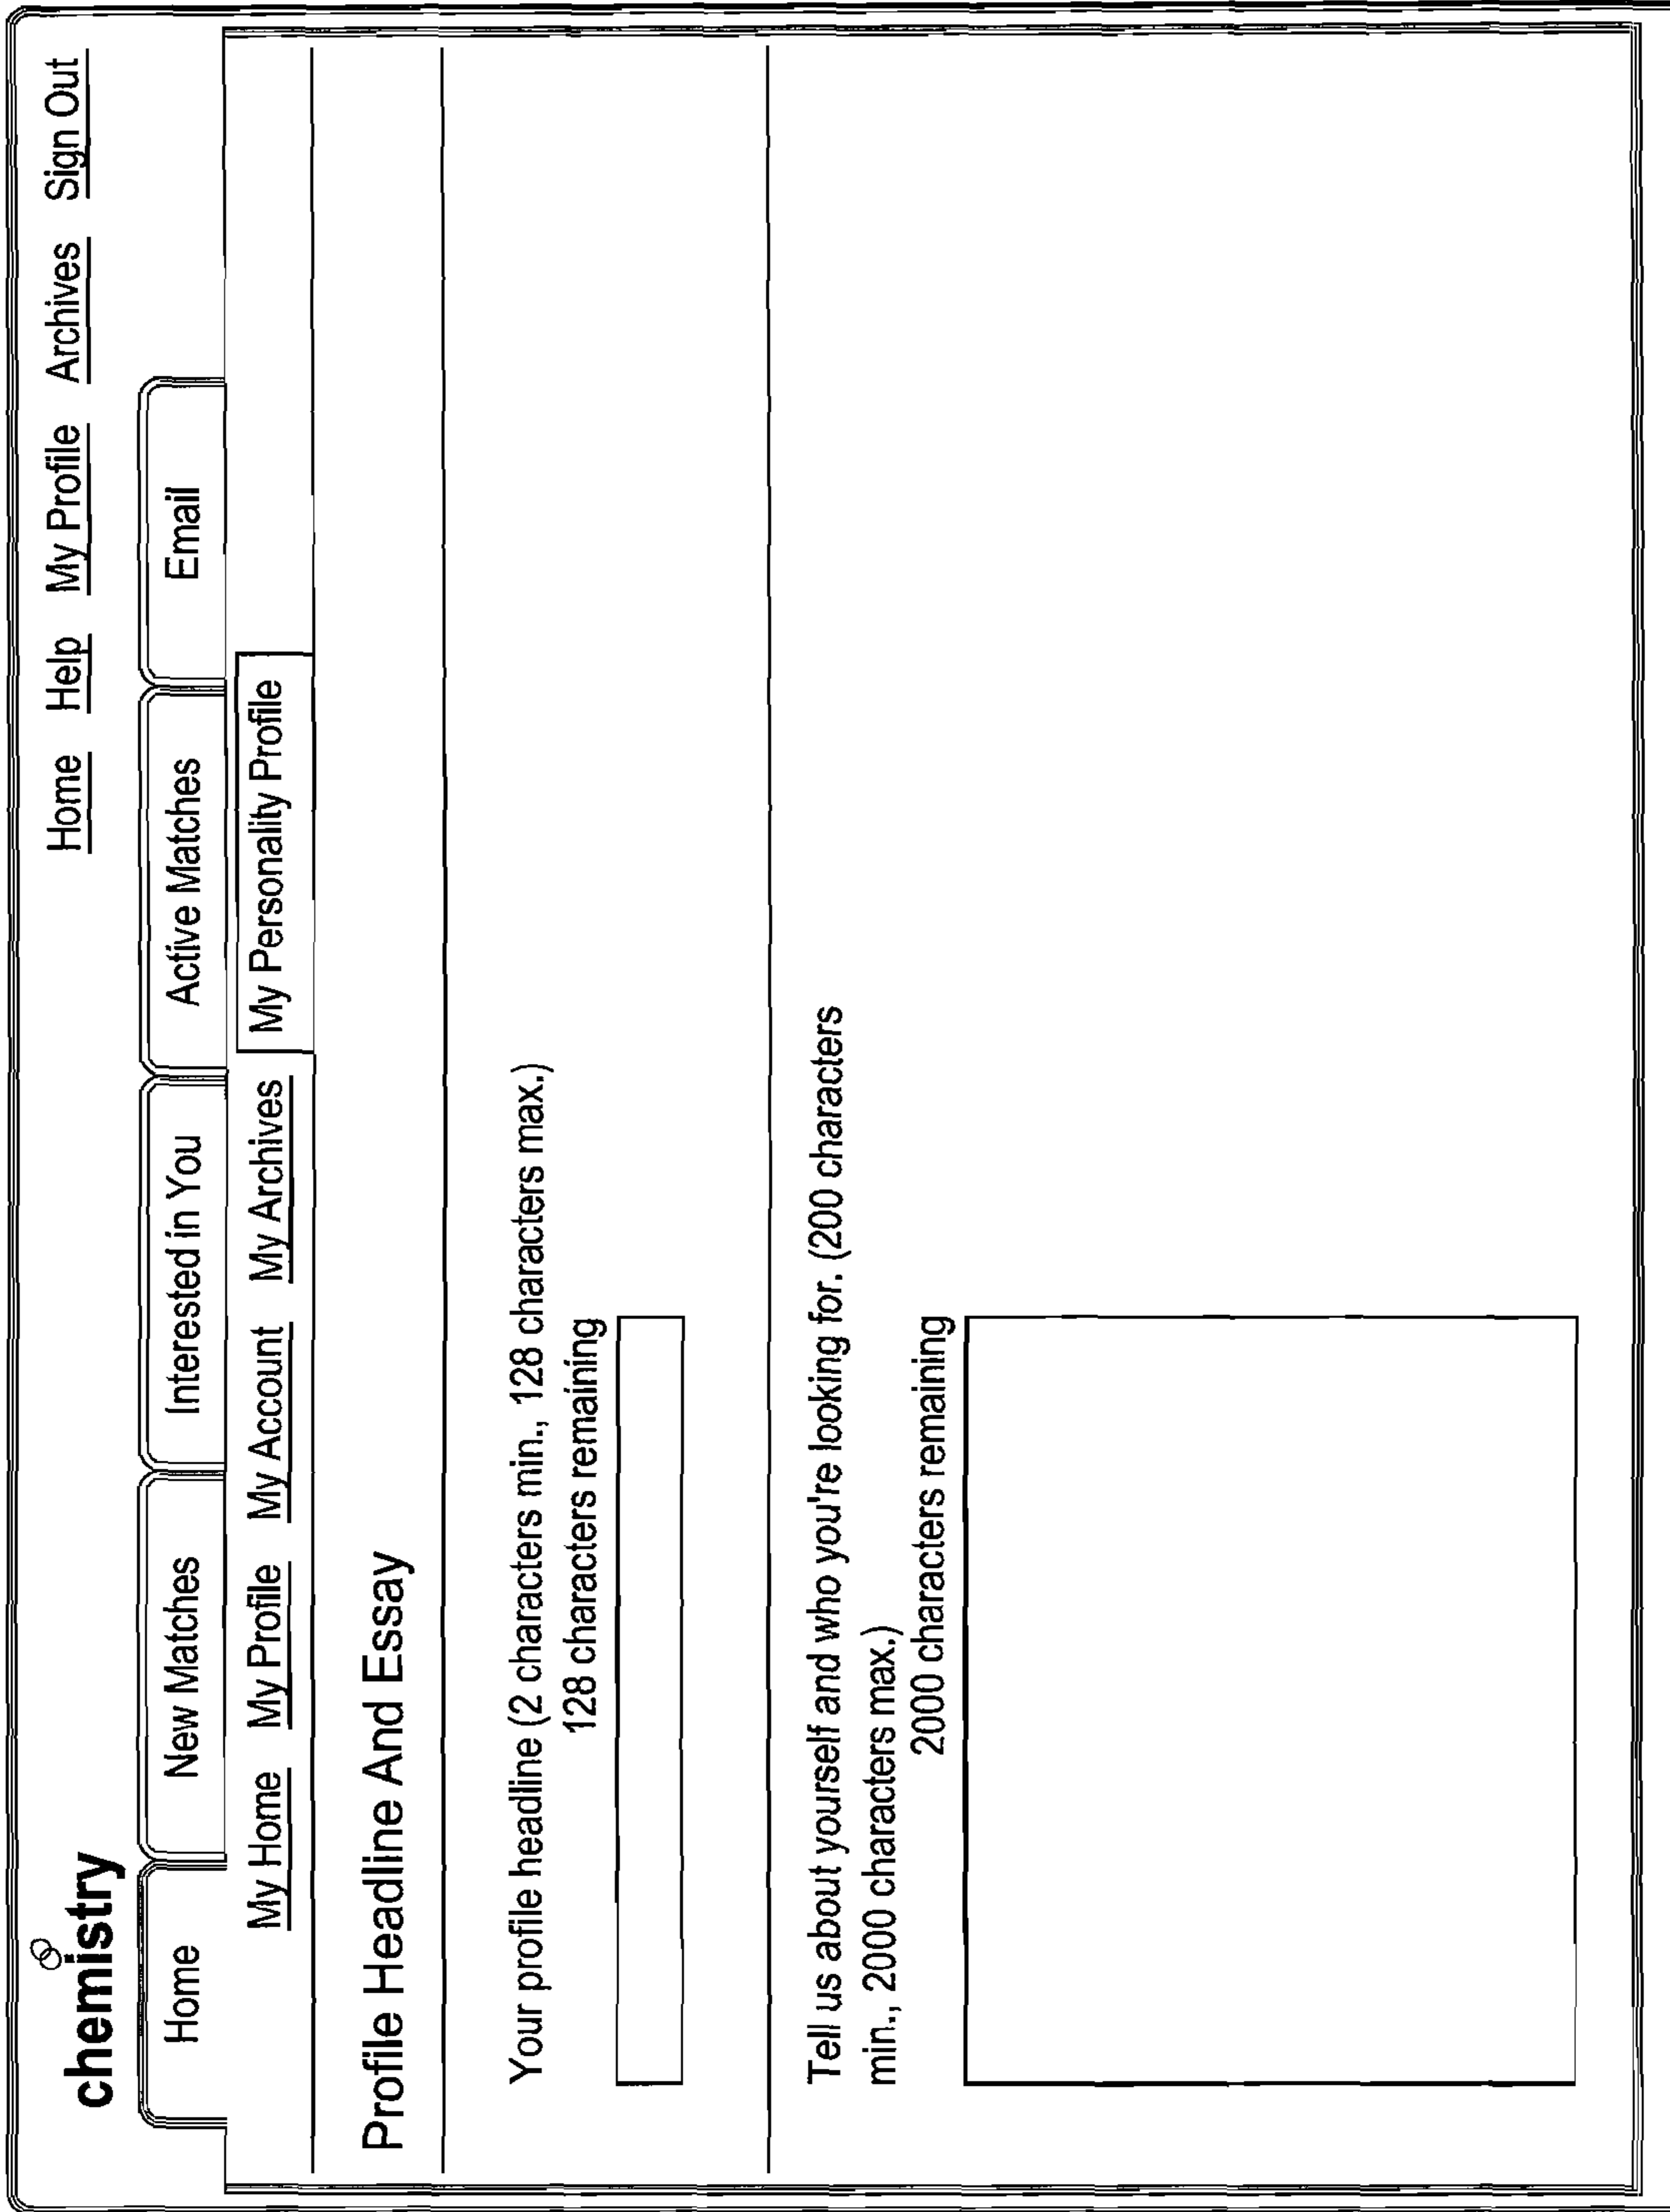 chemistry
Home Help My Profile Archives Sign Out
Home New Matches Interested in You Active Matches Email
My Home My Profile My Account My Archives My Personality Profile
Profile Headline And Essay
Your profile headline (2 characters min., 128 characters max.)
128 characters remaining
Tell us about yourself and who you're looking for. (200 characters
min., 2000 characters max.)
2000 characters remaining